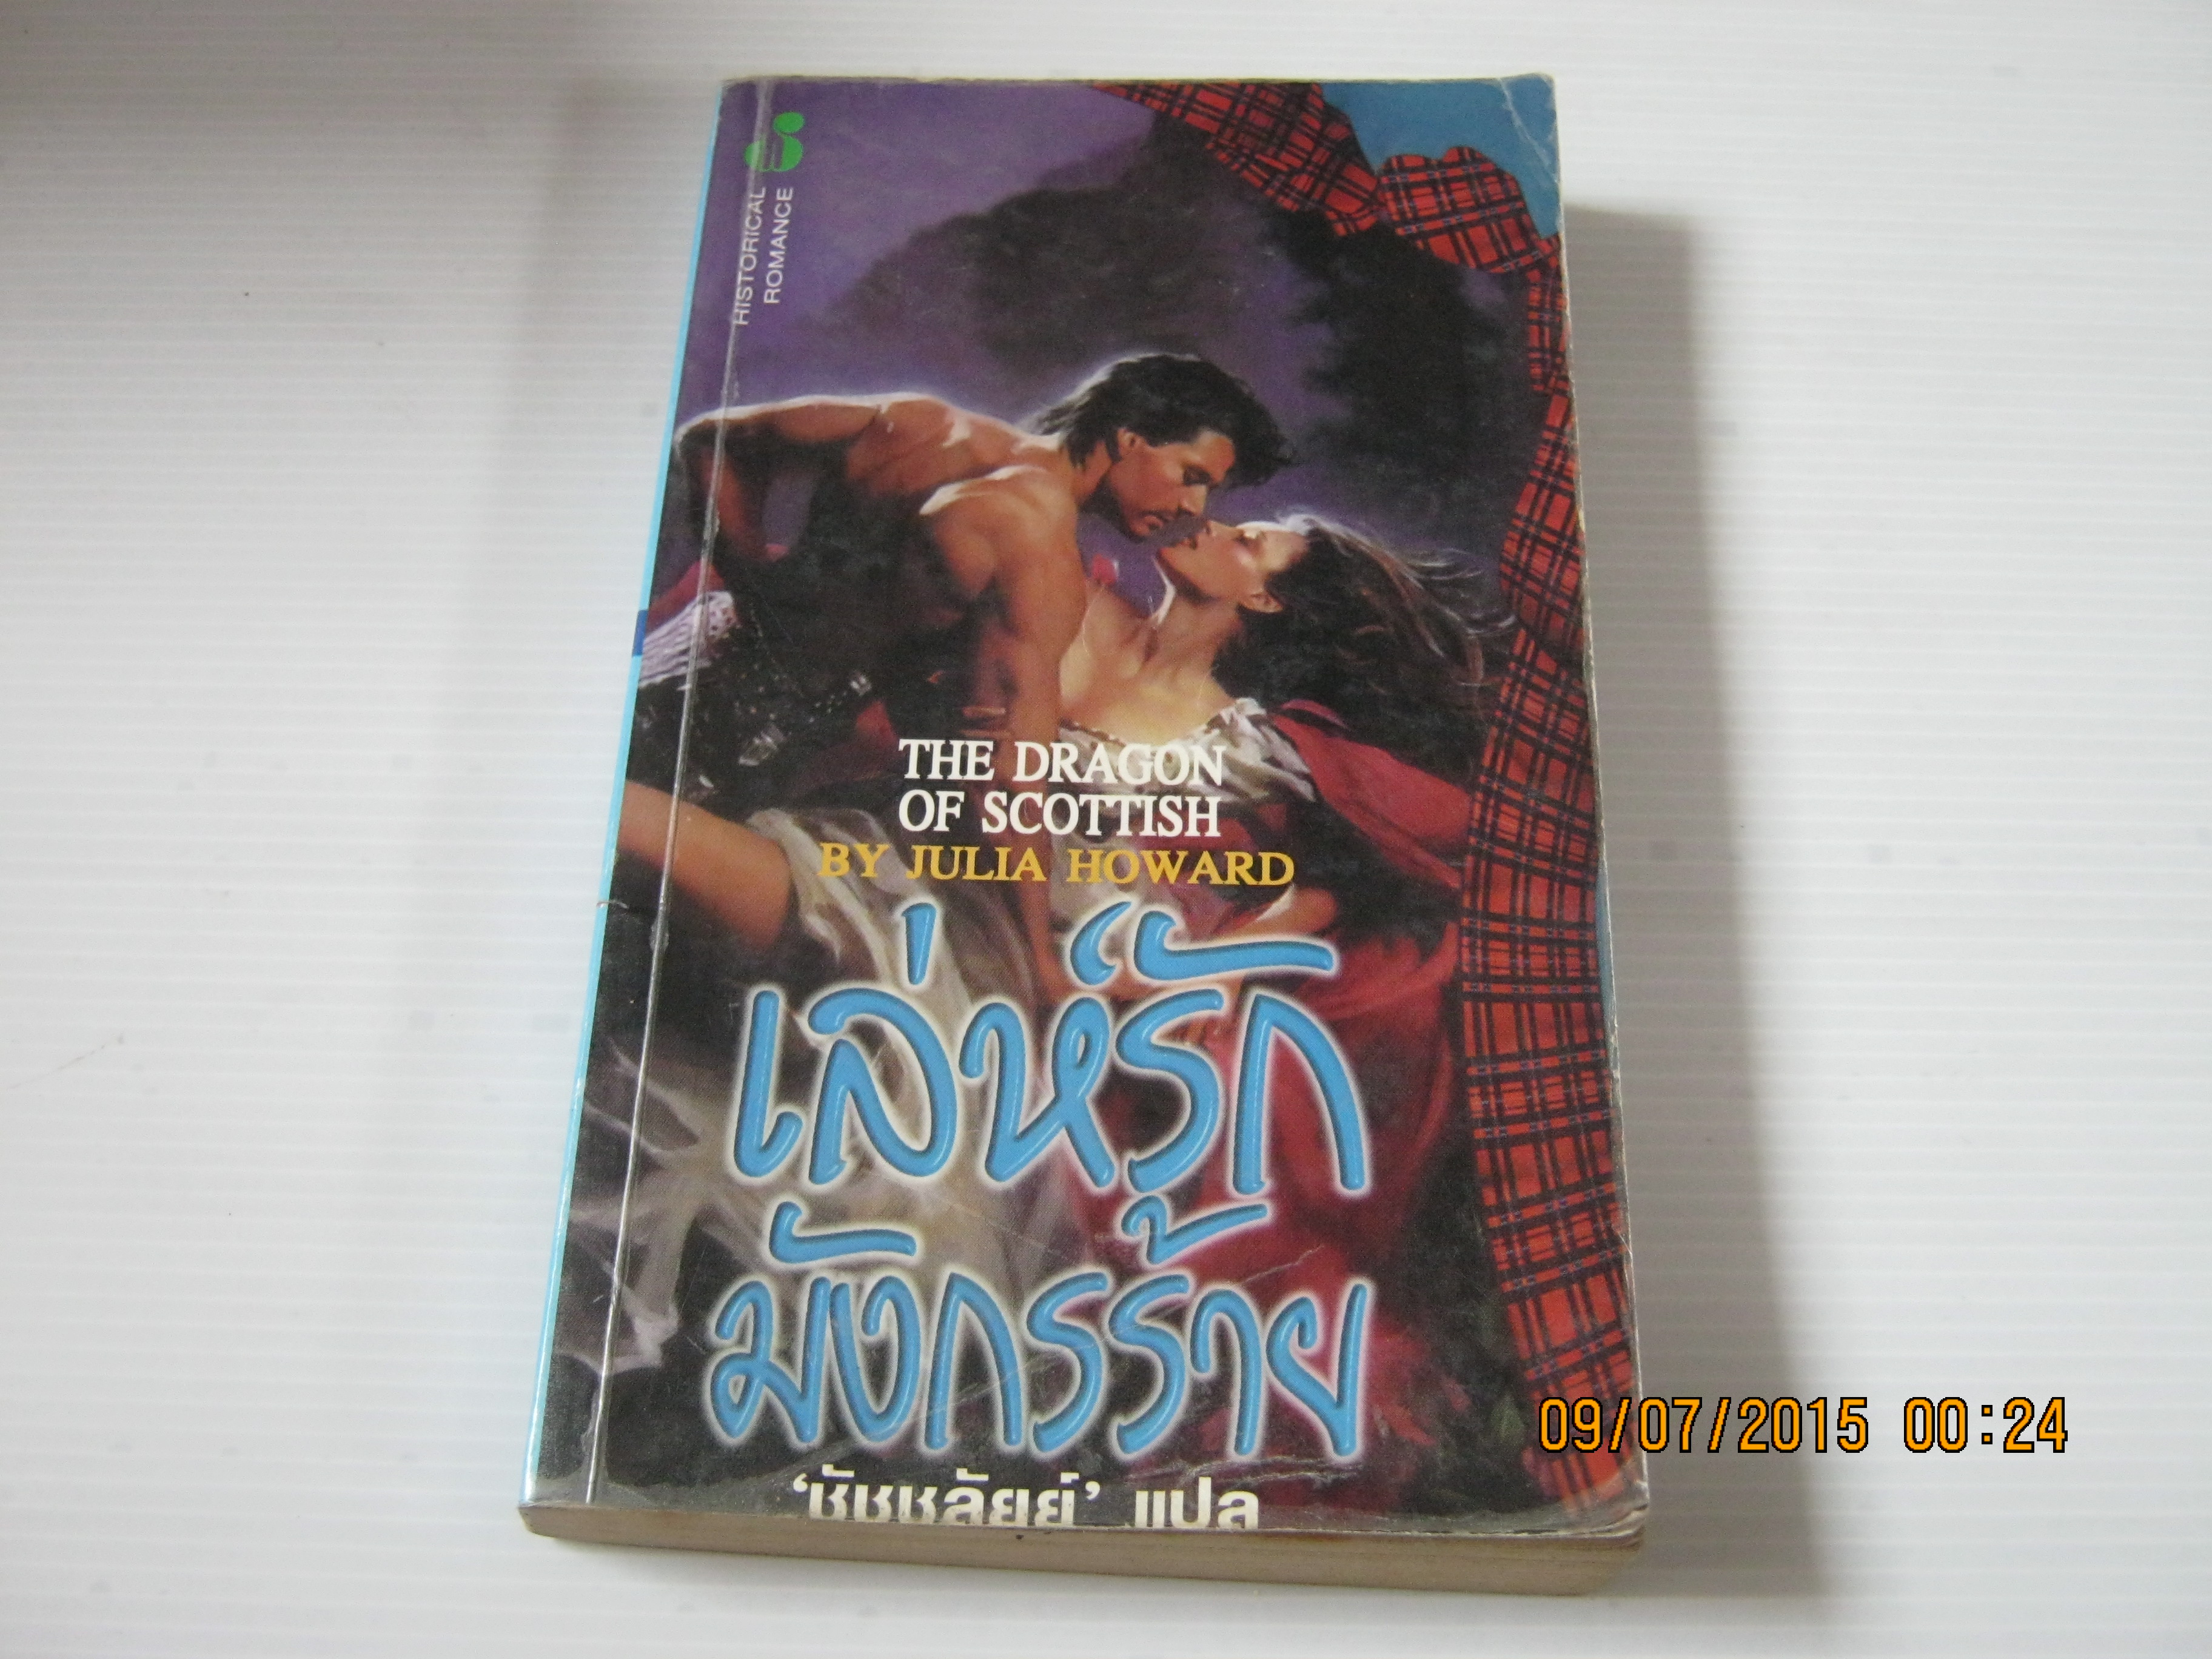 HISTORICAL
ROMANCE
THE DRAGON
OF SCOTTISH
BY JULIA HOWARD
เล่ห์รัก
มังกรร้าย
‘ชัชชลัยย์’ แปล
09/07/2015 00:24